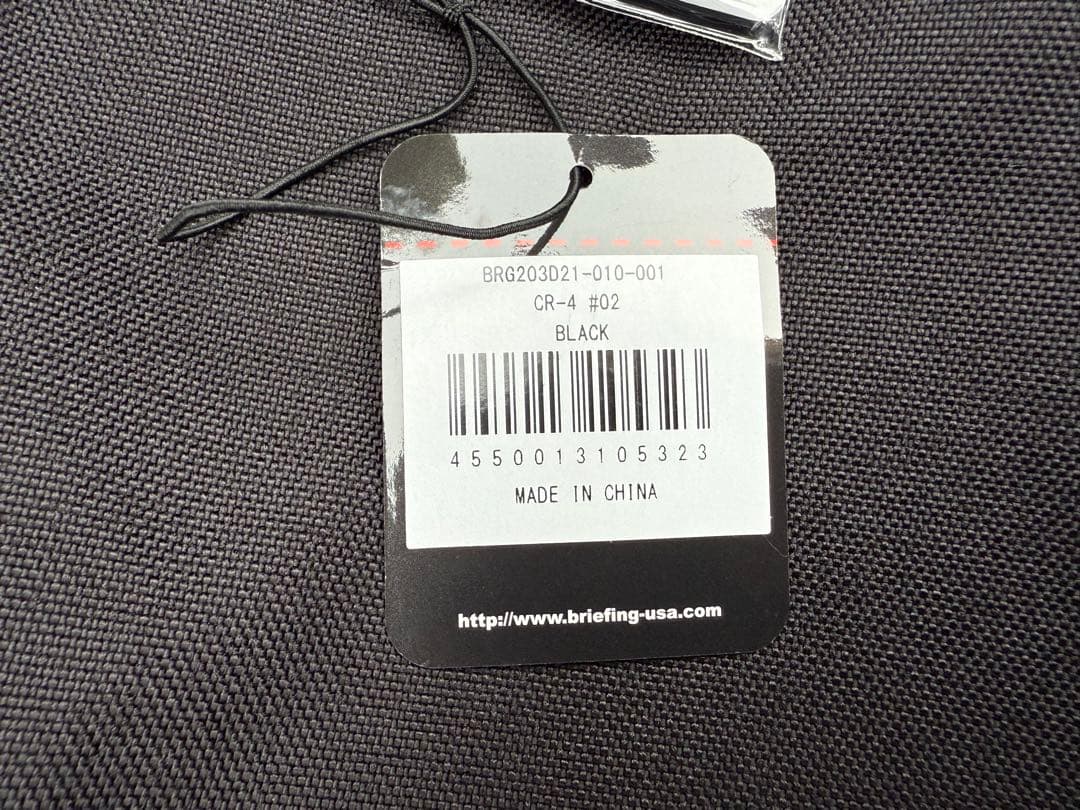 BRG203D21-010-001
CR-4 #02
BLACK
4550013105323
MADE IN CHINA
http://www.briefing-usa.com